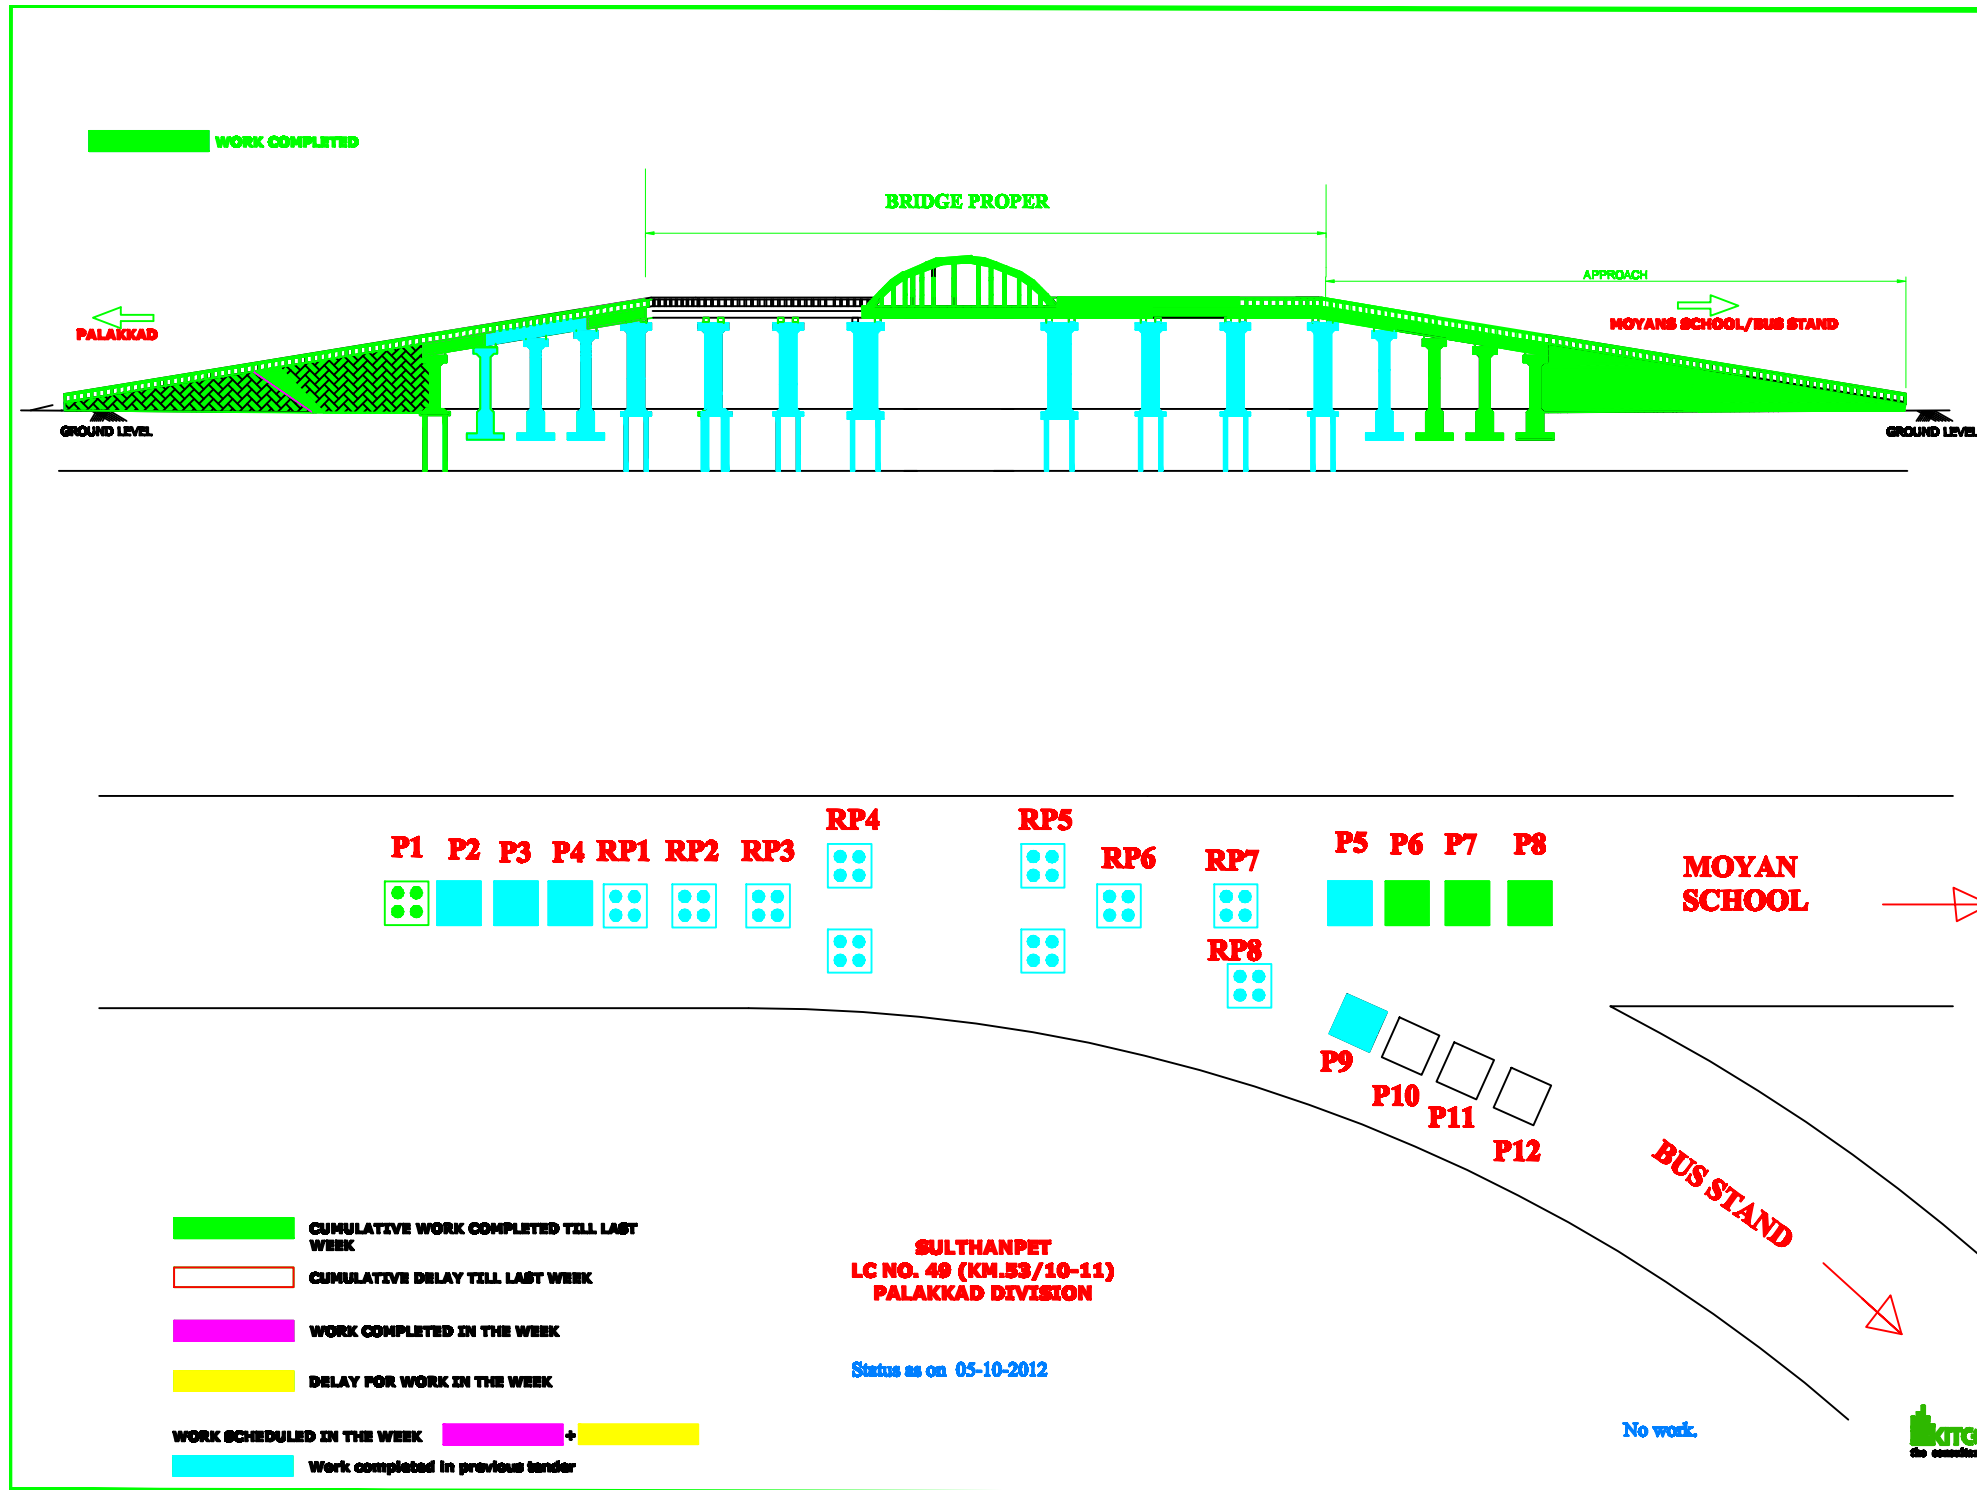 WORK COMPLETED
BRIDGE PROPER
APPROACH
PALAKKAD
MOYANS SCHOOL/BUS STAND
GROUND LEVEL
GROUND LEVEL
RP4
RP5
P1
P2
P3
P4
RP1
RP2
RP3
RP6
RP7
P5
P6
P7
P8
MOYAN
SCHOOL
RP8
P9
P10
P11
P12
BUS STAND
CUMULATIVE WORK COMPLETED TILL LAST
WEEK
CUMULATIVE DELAY TILL LAST WEEK
WORK COMPLETED IN THE WEEK
DELAY FOR WORK IN THE WEEK
WORK SCHEDULED IN THE WEEK +
Work completed in previous tender
SULTHANPET
LC NO. 49 (KM.53/10-11)
PALAKKAD DIVISION
Status as on 05-10-2012
No work.
the